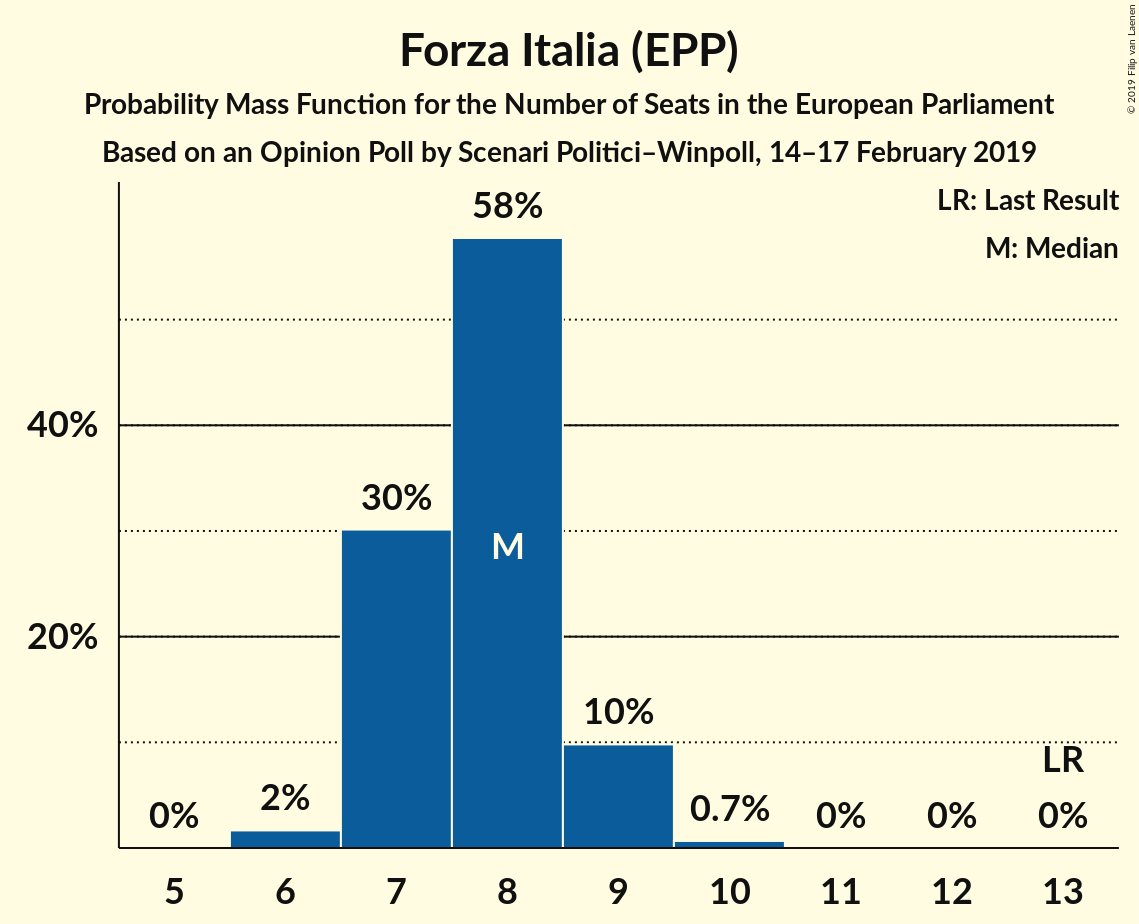 Forza Italia (EPP)
Probability Mass Function for the Number of Seats in the European Parliament
Based on an Opinion Poll by Scenari Politici–Winpoll, 14–17 February 2019
© 2019 Filip van Laenen
LR: Last Result
M: Median
58%
40%
30%
M
20%
10%
LR
0% 2% 0.7% 0% 0% 0%
5 6 7 8 9 10 11 12 13